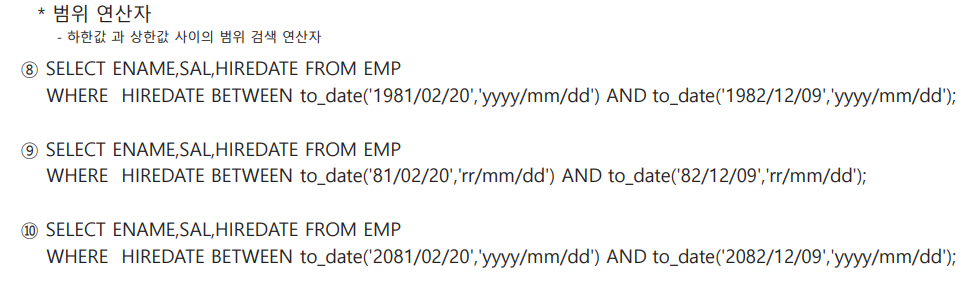 * 범위 연산자
- 하한값 과 상한값 사이의 범위 검색 연산자
⑧ SELECT ENAME,SAL,HIREDATE FROM EMP
WHERE HIREDATE BETWEEN to_date('1981/02/20','yyyy/mm/dd') AND to_date('1982/12/09','yyyy/mm/dd');
⑨ SELECT ENAME,SAL,HIREDATE FROM EMP
WHERE HIREDATE BETWEEN to_date('81/02/20','rr/mm/dd') AND to_date('82/12/09','rr/mm/dd');
⑩ SELECT ENAME,SAL,HIREDATE FROM EMP
WHERE HIREDATE BETWEEN to_date('2081/02/20','yyyy/mm/dd') AND to_date('2082/12/09','yyyy/mm/dd');